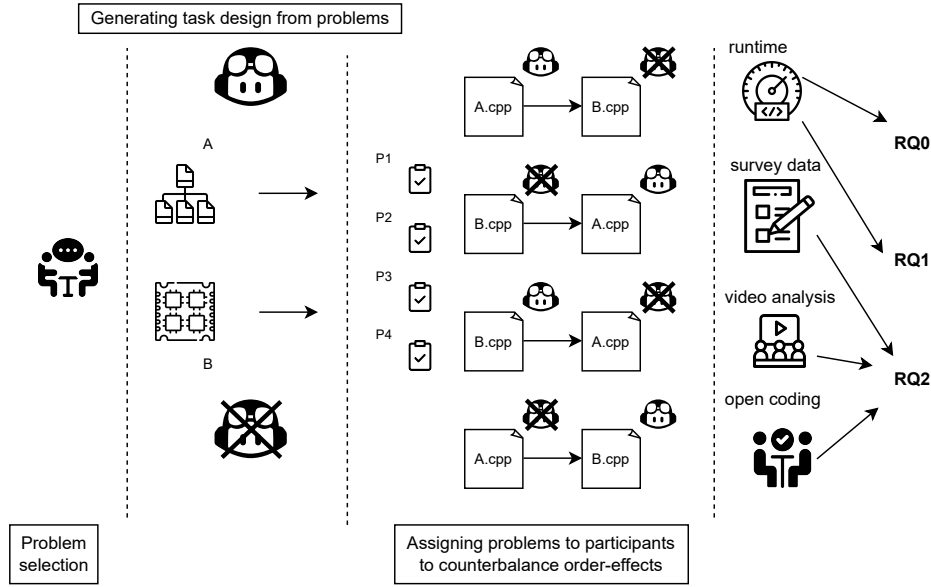 Generating task design from problems
runtime
A.cpp
B.cpp
RQ0
A
P1
survey data
P2
B.cpp
A.cpp
RQ1
P3
video analysis
P4
B.cpp
A.cpp
B
RQ2
open coding
A.cpp
B.cpp
Problem
selection
Assigning problems to participants
to counterbalance order-effects